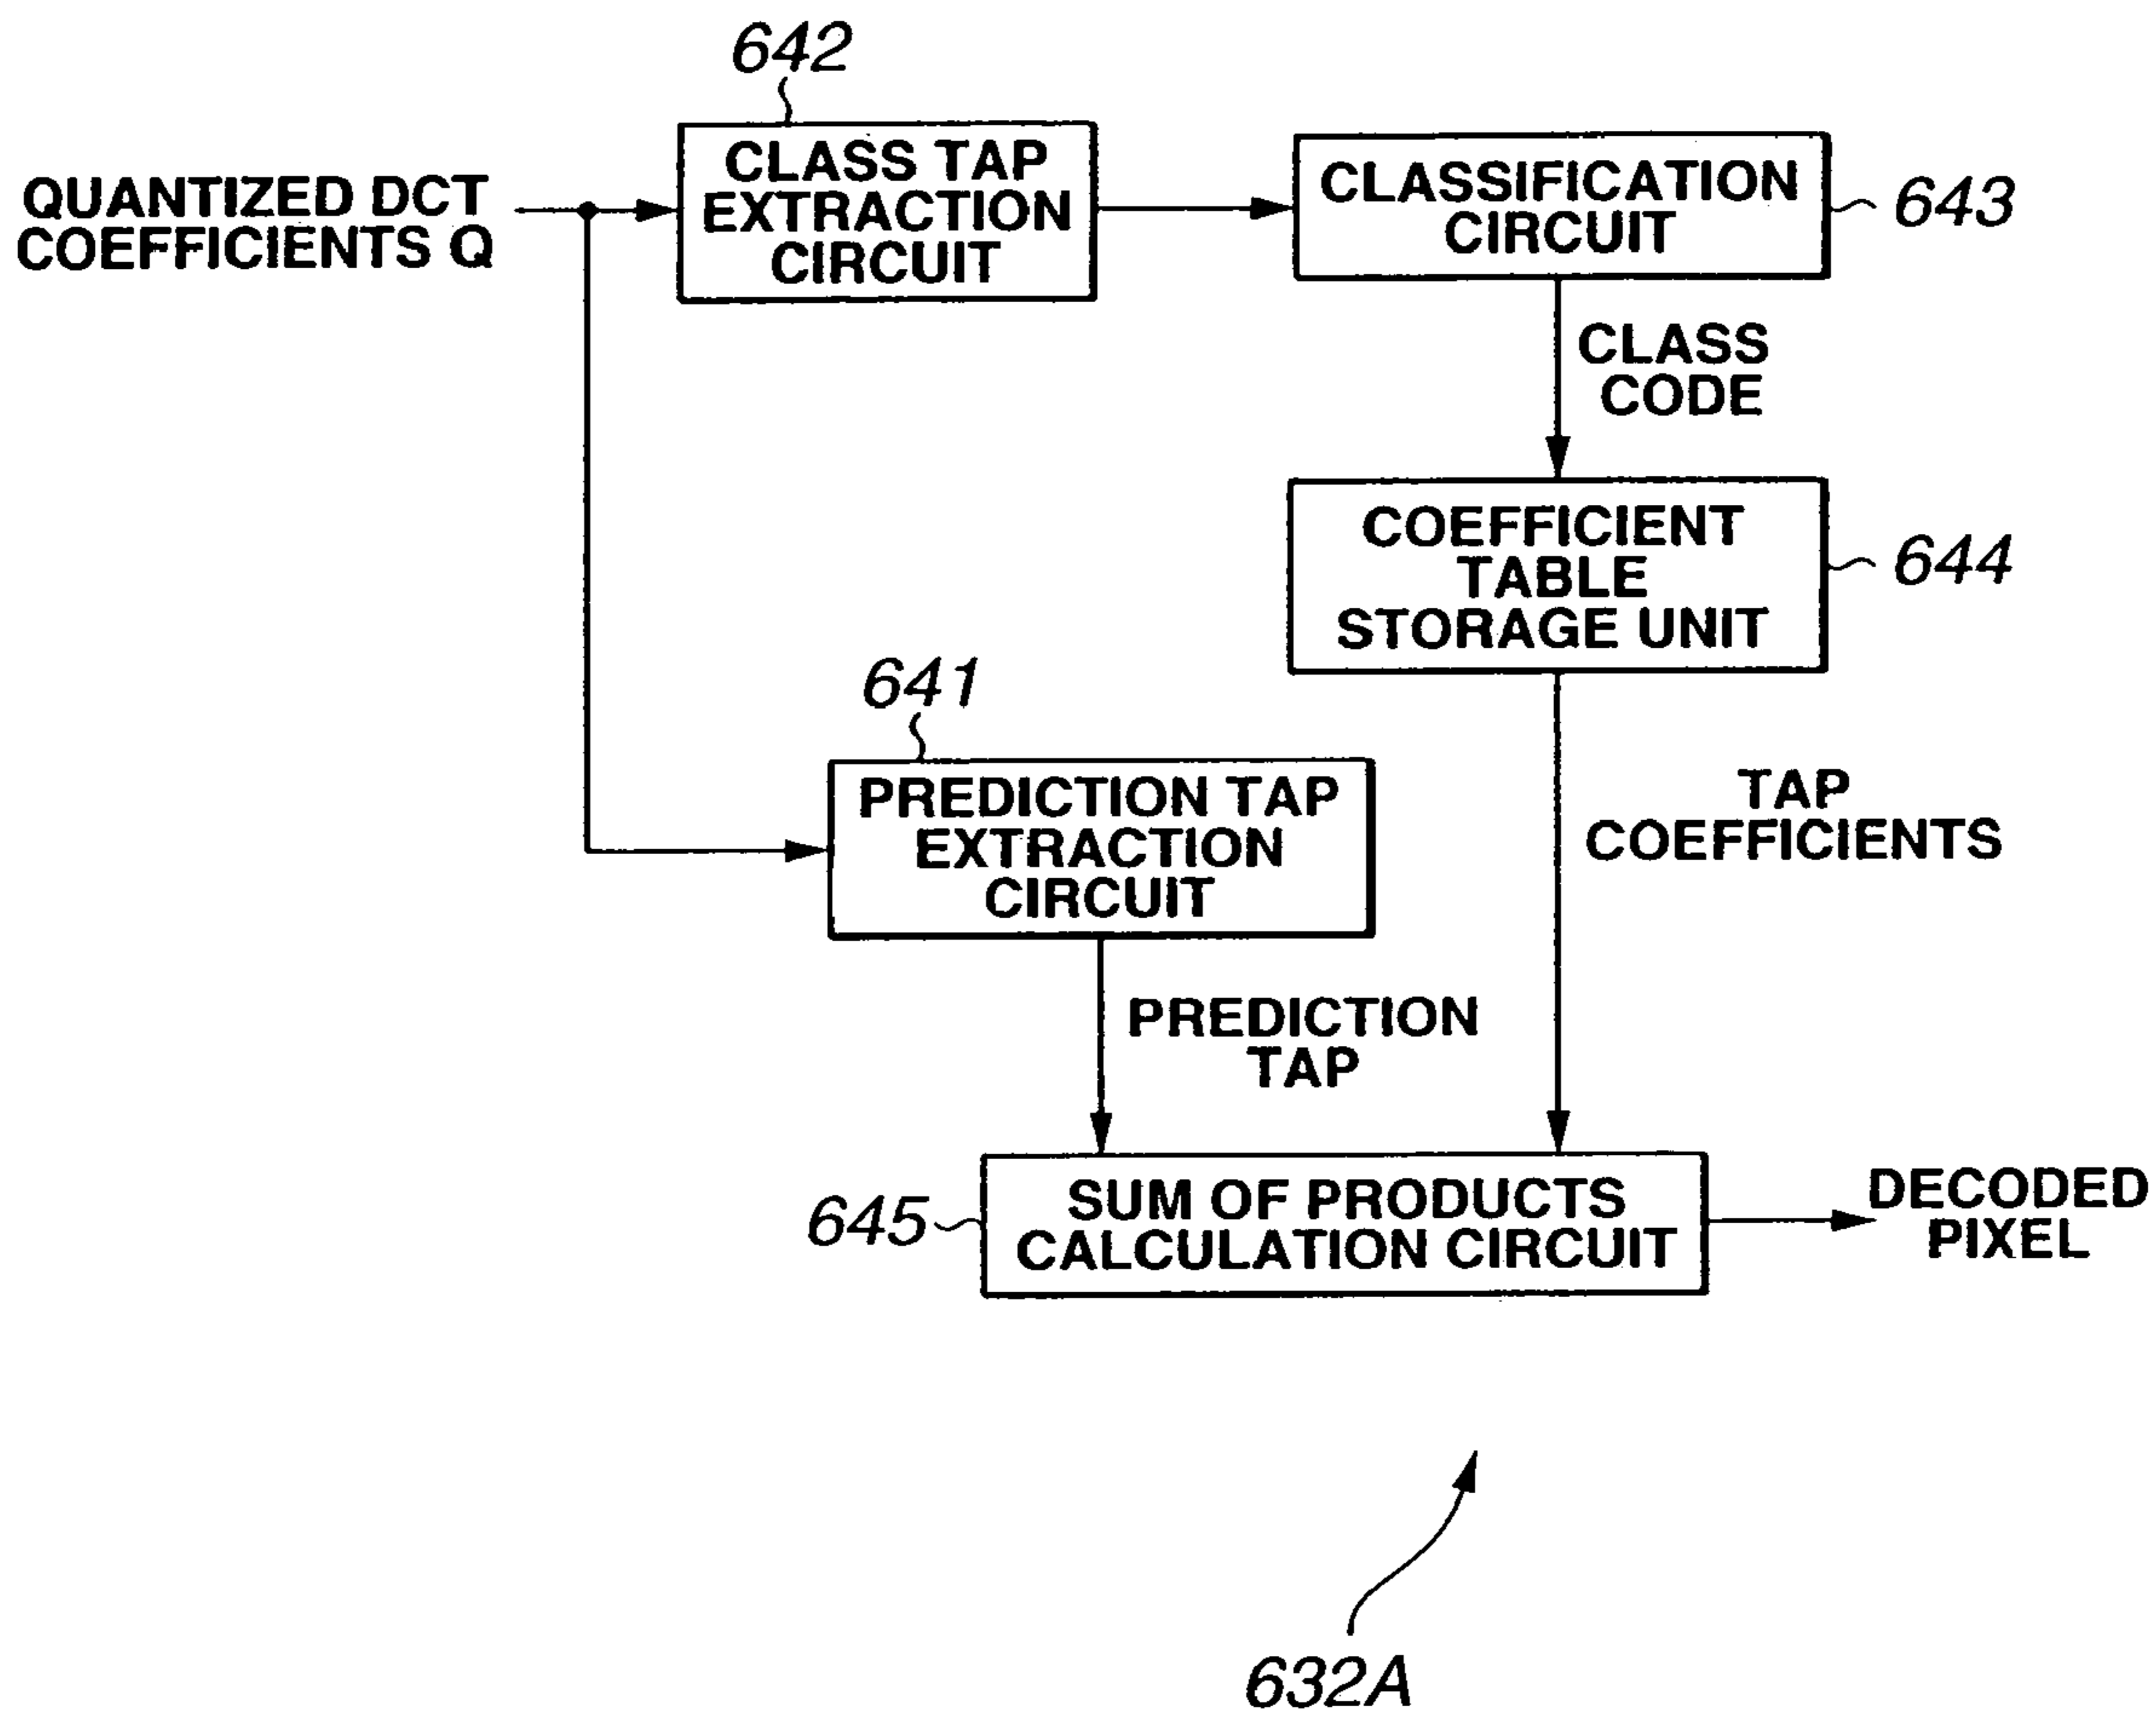 642
QUANTIZED DCT
COEFFICIENTS Q
CLASS TAP
EXTRACTION
CIRCUIT
CLASSIFICATION
CIRCUIT
643
CLASS
CODE
COEFFICIENT
TABLE
STORAGE UNIT
644
641
PREDICTION TAP
EXTRACTION
CIRCUIT
TAP
COEFFICIENTS
PREDICTION
TAP
645
SUM OF PRODUCTS
CALCULATION CIRCUIT
DECODED
PIXEL
632A